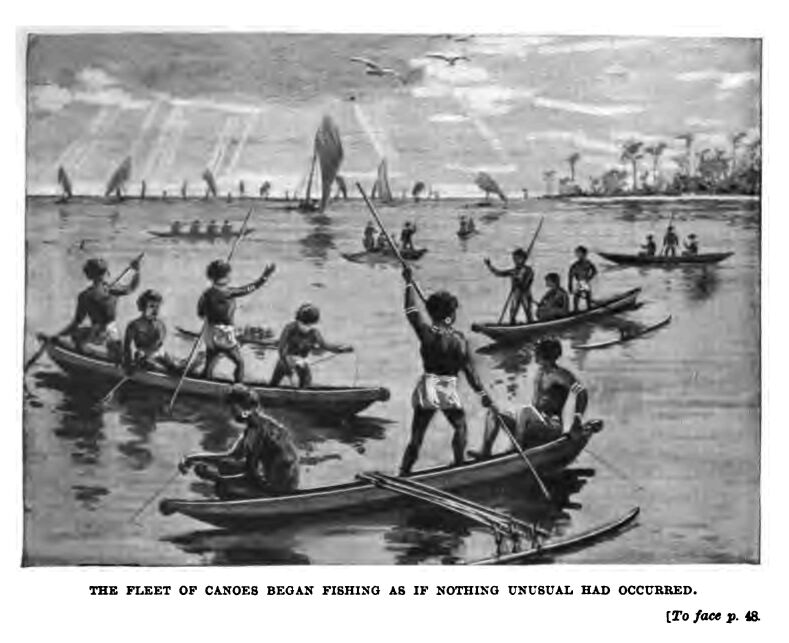 THE FLEET OF CANOES BEGAN FISHING AS IF NOTHING UNUSUAL HAD OCCURRED.
[To face p. 48.